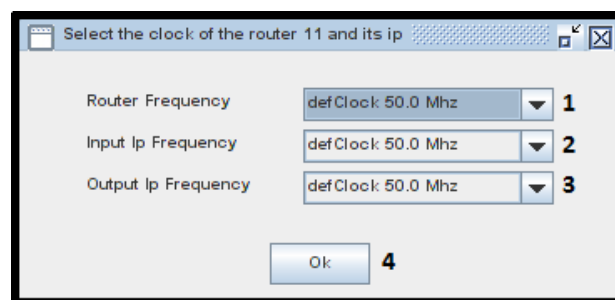 Select the clock of the router 11 and its ip
Router Frequency defClock 50.0 Mhz 1
Input Ip Frequency defClock 50.0 Mhz 2
Output Ip Frequency defClock 50.0 Mhz 3
Ok 4